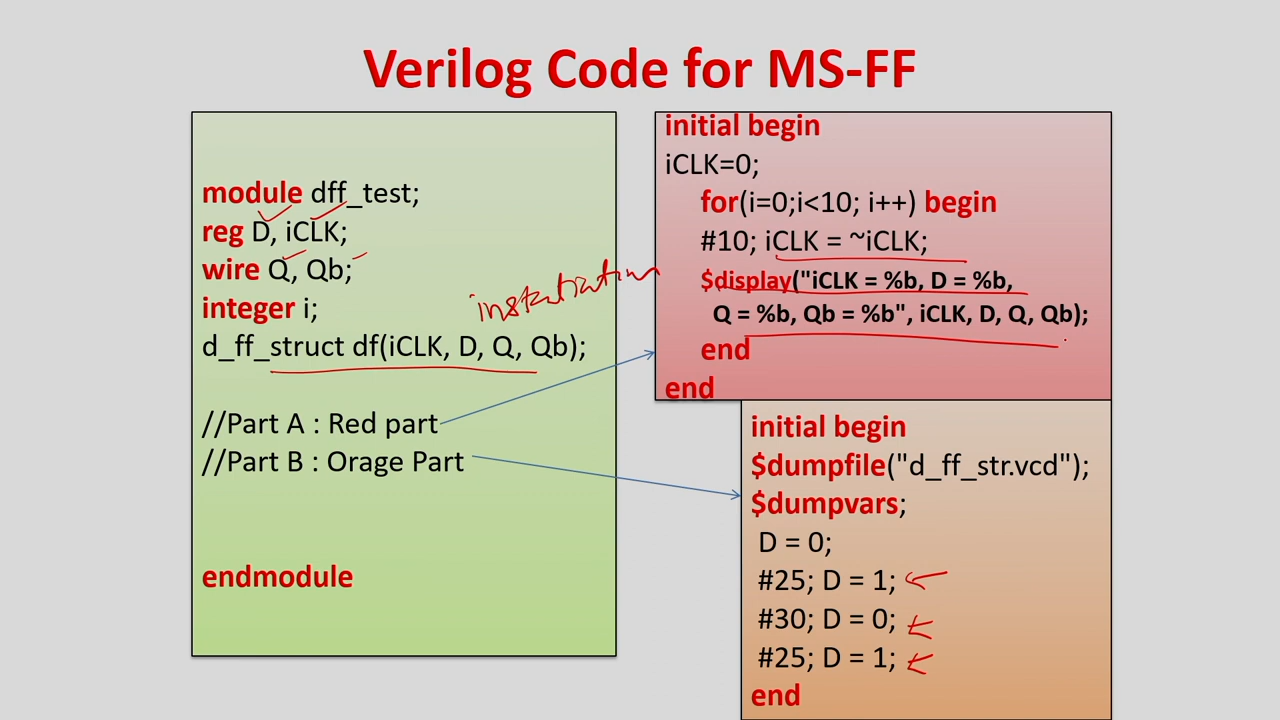 Verilog Code for MS-FF
module dff_test;
reg D, iCLK;
wire Q, Qb;
integer i;
d_ff_struct df(iCLK, D, Q, Qb);
//Part A : Red part
//Part B : Orage Part
endmodule
instantiation
initial begin
iCLK=0;
for(i=0;i<10; i++) begin
#10; iCLK = ~iCLK;
$display("iCLK = %b, D = %b,
Q = %b, Qb = %b", iCLK, D, Q, Qb);
end
end
initial begin
$dumpfile("d_ff_str.vcd");
$dumpvars;
D = 0;
#25; D = 1;
#30; D = 0;
#25; D = 1;
end